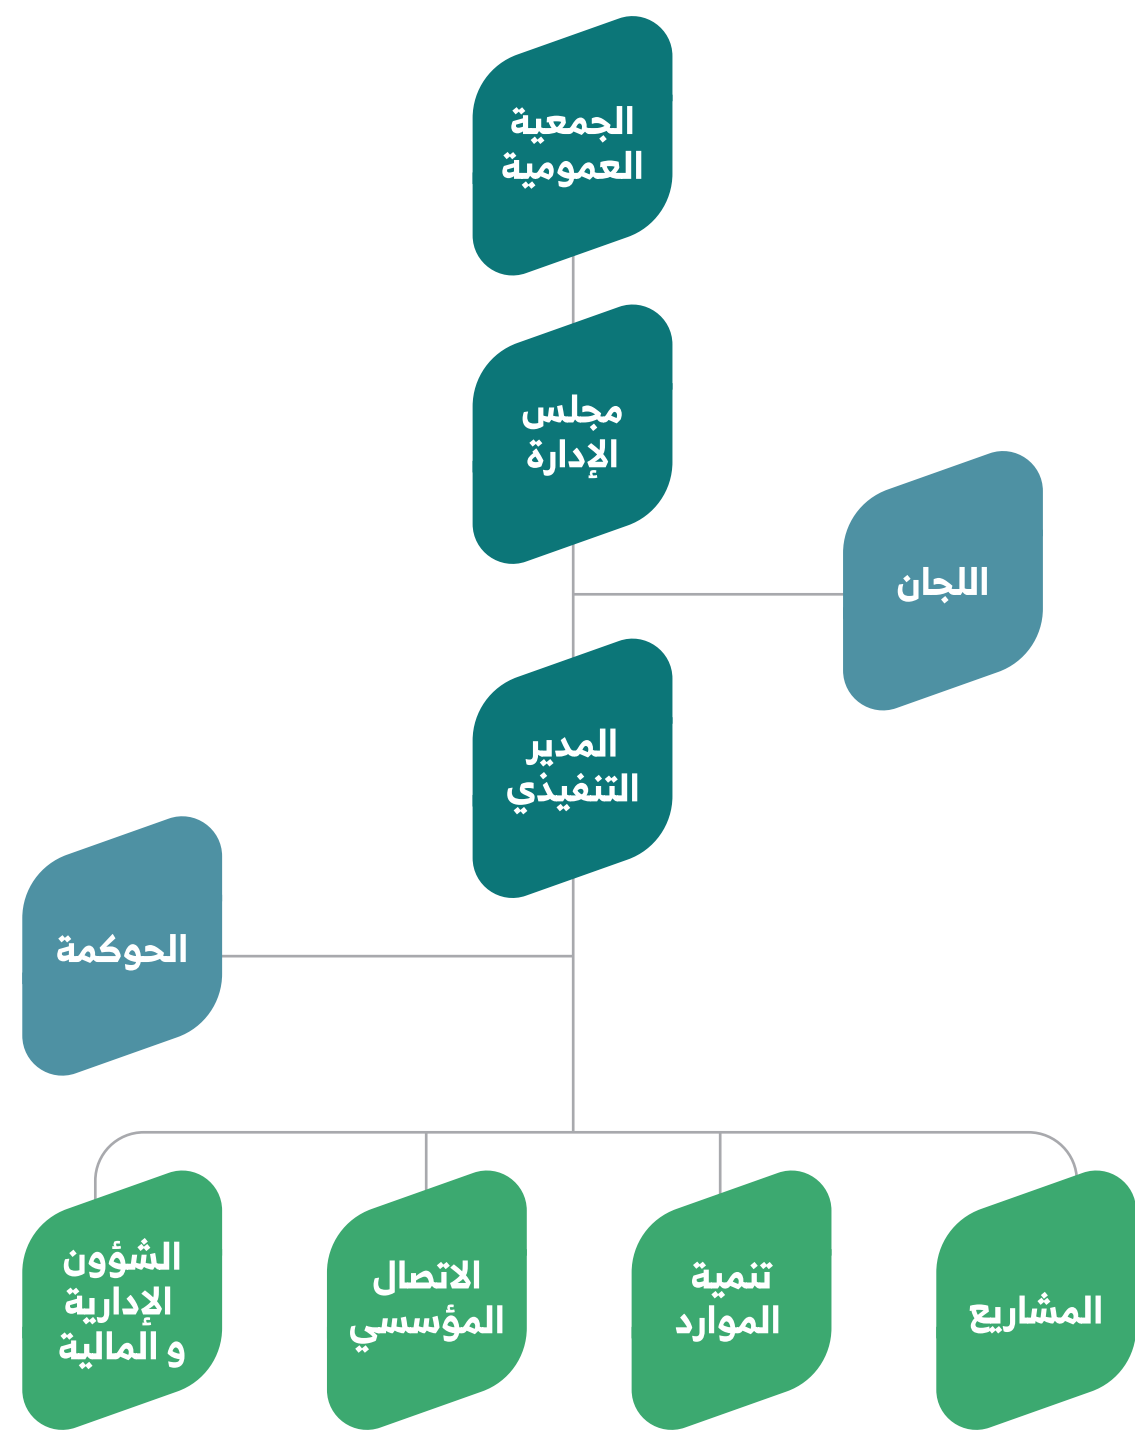 الجمعية
العمومية
مجلس
الإدارة
اللجان
المدير
التنفيذي
الحوكمة
المشاريع
تنمية
الموارد
الاتصال
المؤسسي
الشؤون
الإدارية
و المالية